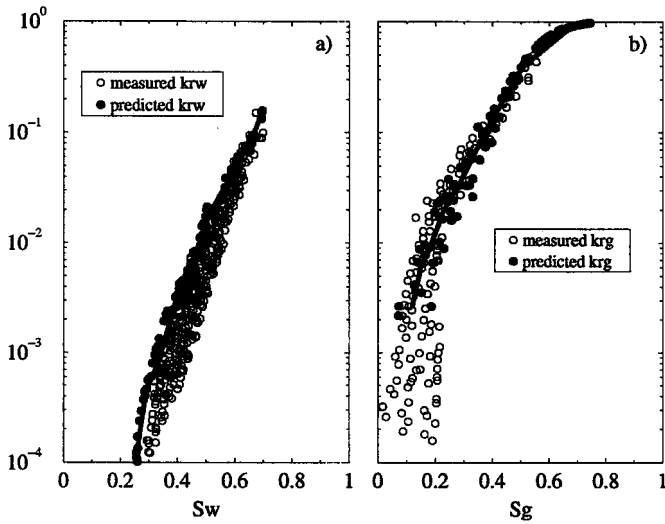 10^0
10^-1
10^-2
10^-3
10^-4
a)
measured krw
predicted krw
0 0.2 0.4 0.6 0.8 1
Sw
b)
measured krg
predicted krg
0 0.2 0.4 0.6 0.8 1
Sg